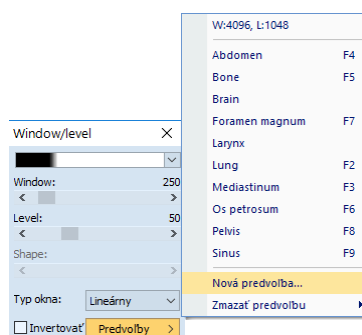 W:4096, L:1048
Abdomen F4
Bone F5
Brain
Foramen magnum F7
Larynx
Lung F2
Mediastinum F3
Os petrosum F6
Pelvis F8
Sinus F9
Nová predvoľba...
Zmazať predvoľbu
Window/level
Window: 250
Level: 50
Shape:
Typ okna: Lineárny
Invertovať Predvoľby